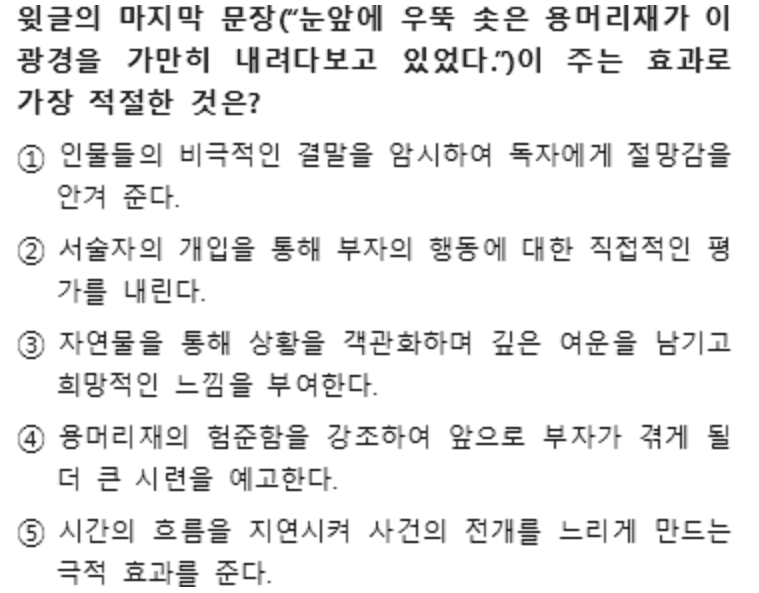 윗글의 마지막 문장(“눈앞에 우뚝 솟은 용머리재가 이
광경을 가만히 내려다보고 있었다.”)이 주는 효과로
가장 적절한 것은?
① 인물들의 비극적인 결말을 암시하여 독자에게 절망감을
안겨 준다.
② 서술자의 개입을 통해 부자의 행동에 대한 직접적인 평
가를 내린다.
③ 자연물을 통해 상황을 객관화하며 깊은 여운을 남기고
희망적인 느낌을 부여한다.
④ 용머리재의 험준함을 강조하여 앞으로 부자가 겪게 될
더 큰 시련을 예고한다.
⑤ 시간의 흐름을 지연시켜 사건의 전개를 느리게 만드는
극적 효과를 준다.